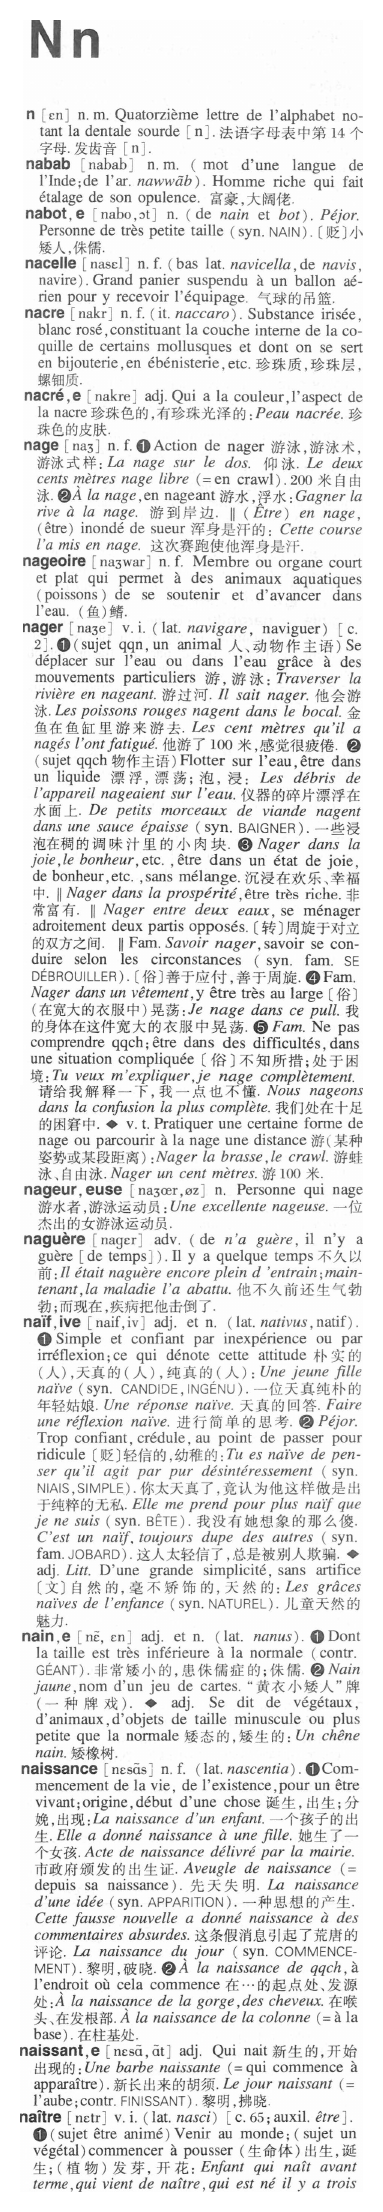 N n
n [ɛn] n. m. Quatorzième lettre de l'alphabet no-
tant la dentale sourde [n]. 法语字母表中第 14 个
字母. 发齿音 [n].
nabab [nabab] n. m. ( mot d'une langue de
l'Inde;de l'ar. nawwāb). Homme riche qui fait
étalage de son opulence. 富豪,大阔佬.
nabot, e [nabo,ɔt] n. (de nain et bot). Péjor.
Personne de très petite taille (syn. NAIN). 〔贬〕小
矮人,侏儒.
nacelle [nasɛl] n. f. (bas lat. navicella, de navis,
navire). Grand panier suspendu à un ballon aé-
rien pour y recevoir l'équipage. 气球的吊篮.
nacre [nakr] n. f. (it. naccaro). Substance irisée,
blanc rosé,constituant la couche interne de la co-
quille de certains mollusques et dont on se sert
en bijouterie,en ébénisterie,etc. 珍珠质,珍珠层,
螺钿质.
nacré,e [nakre] adj. Qui a la couleur,l'aspect de
la nacre 珍珠色的,有珍珠光泽的:Peau nacrée. 珍
珠色的皮肤.
nage [naʒ] n. f. ❶ Action de nager 游泳,游泳术,
游泳式样: La nage sur le dos. 仰泳. Le deux
cents mètres nage libre (= en crawl). 200 米自由
泳. ❷ À la nage,en nageant 游水,浮水:Gagner la
rive à la nage. 游到岸边. ‖ (Être) en nage,
(être) inondé de sueur 浑身是汗的: Cette course
l'a mis en nage. 这次赛跑使他浑身是汗.
nageoire [naʒwar] n. f. Membre ou organe court
et plat qui permet à des animaux aquatiques
(poissons) de se soutenir et d'avancer dans
l'eau. (鱼)鳍.
nager [naʒe] v. i. (lat. navigare, naviguer) [c.
2]. ❶ (sujet qqn, un animal 人、动物作主语) Se
déplacer sur l'eau ou dans l'eau grâce à des
mouvements particuliers 游,游泳: Traverser la
rivière en nageant. 游过河. Il sait nager. 他会游
泳. Les poissons rouges nagent dans le bocal. 金
鱼在鱼缸里游来游去. Les cent mètres qu'il a
nagés l'ont fatigué. 他游了 100 米,感觉很疲倦. ❷
(sujet qqch 物作主语) Flotter sur l'eau, être dans
un liquide 漂浮, 漂荡; 泡, 浸: Les débris de
l'appareil nageaient sur l'eau. 仪器的碎片漂浮在
水面上. De petits morceaux de viande nagent
dans une sauce épaisse (syn. BAIGNER). 一些浸
泡在稠的调味汁里的小肉块. ❸ Nager dans la
joie,le bonheur,etc. ,être dans un état de joie,
de bonheur,etc. ,sans mélange. 沉浸在欢乐、幸福
中. ‖ Nager dans la prospérité,être très riche. 非
常富有. ‖ Nager entre deux eaux, se ménager
adroitement deux partis opposés. 〔转〕周旋于对立
的双方之间. ‖ Fam. Savoir nager,savoir se con-
duire selon les circonstances (syn. fam. SE
DÉBROUILLER). 〔俗〕善于应付,善于周旋. ❹ Fam.
Nager dans un vêtement,y être très au large 〔俗〕
(在宽大的衣服中) 晃荡:Je nage dans ce pull. 我
的身体在这件宽大的衣服中晃荡. ❺ Fam. Ne pas
comprendre qqch;être dans des difficultés,dans
une situation compliquée 〔俗〕不知所措;处于困
境:Tu veux m'expliquer,je nage complètement.
请给我解释一下,我一点也不懂. Nous nageons
dans la confusion la plus complète. 我们处在十足
的困窘中. ◆ v. t. Pratiquer une certaine forme de
nage ou parcourir à la nage une distance 游(某种
姿势或某段距离):Nager la brasse,le crawl. 游蛙
泳、自由泳. Nager un cent mètres. 游100 米.
nageur, euse [naʒœr,øz] n. Personne qui nage
游水者,游泳运动员:Une excellente nageuse. 一位
杰出的女游泳运动员.
naguère [nagɛr] adv. (de n'a guère, il n'y a
guère [de temps]). Il y a quelque temps 不久以
前:Il était naguère encore plein d 'entrain;main-
tenant,la maladie l'a abattu. 他不久前还生气勃
勃;而现在,疾病把他击倒了.
naïf,ive [naif,iv] adj. et n. (lat. nativus, natif).
❶ Simple et confiant par inexpérience ou par
irréflexion;ce qui dénote cette attitude 朴实的
(人),天真的(人),纯真的(人): Une jeune fille
naïve (syn. CANDIDE,INGÉNU). 一位天真纯朴的
年轻姑娘. Une réponse naïve. 天真的回答. Faire
une réflexion naïve. 进行简单的思考. ❷ Péjor.
Trop confiant, crédule, au point de passer pour
ridicule 〔贬〕轻信的,幼稚的: Tu es naïve de pen-
ser qu'il agit par pur désintéressement (syn.
NIAIS,SIMPLE). 你太天真了,竟认为他这样做是出
于纯粹的无私. Elle me prend pour plus naïf que
je ne suis (syn. BÊTE). 我没有她想象的那么傻.
C'est un naïf, toujours dupe des autres (syn.
fam. JOBARD). 这人太轻信了,总是被别人欺骗. ◆
adj. Litt. D'une grande simplicité, sans artifice
〔文〕自然的, 毫不矫饰的, 天然的: Les grâces
naïves de l'enfance (syn. NATUREL). 儿童天然的
魅力.
nain,e [nɛ̃, ɛn] adj. et n. (lat. nanus). ❶ Dont
la taille est très inférieure à la normale (contr.
GÉANT). 非常矮小的,患侏儒症的;侏儒. ❷ Nain
jaune,nom d'un jeu de cartes. “黄衣小矮人”牌
(一种牌戏). ◆ adj. Se dit de végétaux,
d'animaux,d'objets de taille minuscule ou plus
petite que la normale 矮态的,矮生的: Un chêne
nain. 矮橡树.
naissance [nɛsɑ̃s] n. f. (lat. nascentia). ❶ Com-
mencement de la vie, de l'existence,pour un être
vivant;origine,début d'une chose 诞生,出生;分
娩,出现:La naissance d'un enfant. 一个孩子的出
生. Elle a donné naissance à une fille. 她生了一
个女孩. Acte de naissance délivré par la mairie.
市政府颁发的出生证. Aveugle de naissance (=
depuis sa naissance). 先天失明. La naissance
d'une idée (syn. APPARITION). 一种思想的产生.
Cette fausse nouvelle a donné naissance à des
commentaires absurdes. 这条假消息引起了荒唐的
评论. La naissance du jour (syn. COMMENCE-
MENT). 黎明,破晓. ❷ À la naissance de qqch,à
l'endroit où cela commence 在…的起点处、发源
处:À la naissance de la gorge,des cheveux. 在喉
头、在发根部. À la naissance de la colonne (=à la
base). 在柱基处.
naissant,e [nɛsɑ̃, ɑ̃t] adj. Qui nait 新生的,开始
出现的:Une barbe naissante (=qui commence à
apparaître). 新长出来的胡须. Le jour naissant (=
l'aube;contr. FINISSANT). 黎明,拂晓.
naître [nɛtr] v. i. (lat. nasci) [c. 65; auxil. être].
❶ (sujet être animé) Venir au monde; (sujet un
végétal) commencer à pousser (生命体) 出生, 诞
生;(植物) 发芽, 开花: Enfant qui naît avant
terme,qui vient de naître,qui est né il y a trois